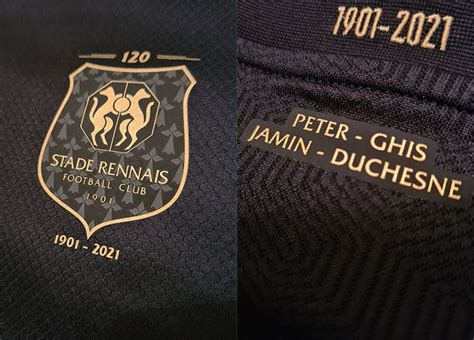 120
STADE RENNAIS
FOOTBALL CLUB
1901
1901 - 2021
1901-2021
PETER - GHIS
JAMIN - DUCHESNE